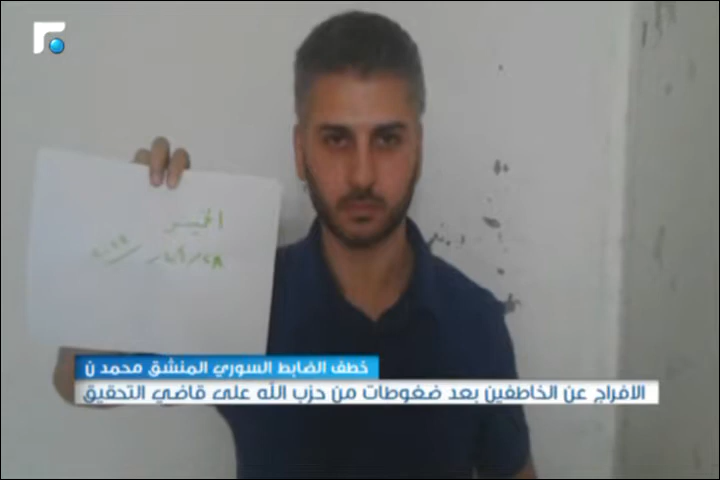 الخميس
خطف الضابط السوري المنشق محمد ن
الافراج عن الخاطفين بعد ضغوطات من حزب الله على قاضي التحقيق